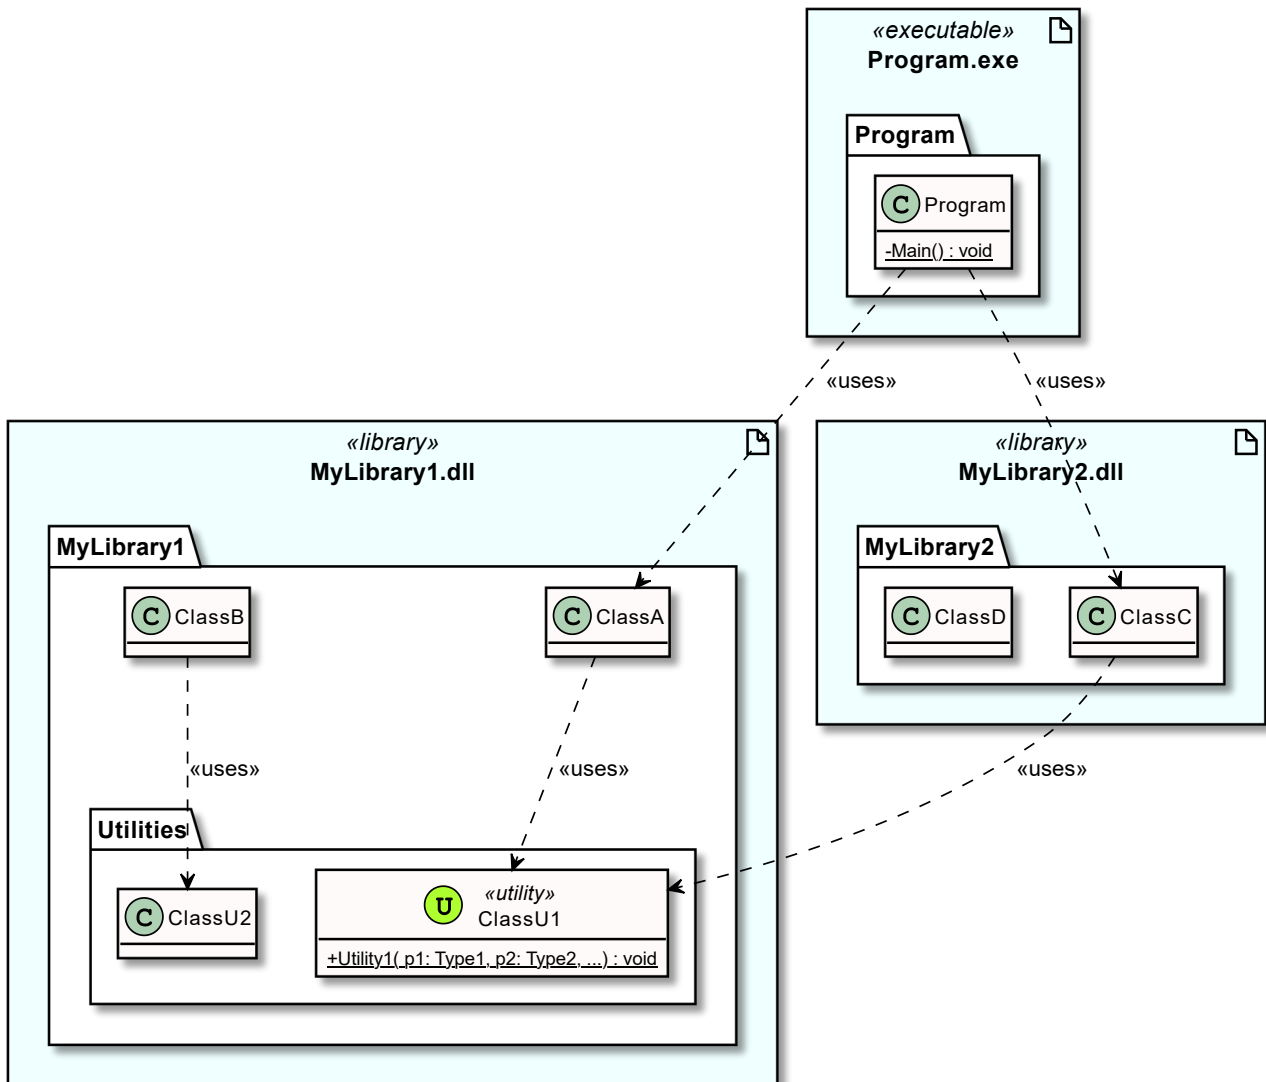 «executable»
Program.exe
Program
C Program
-Main() : void
«uses»
«uses»
«library»
MyLibrary1.dll
MyLibrary1
C ClassB
C ClassA
«uses»
«uses»
Utilities
C ClassU2
U «utility»
ClassU1
+Utility1( p1: Type1, p2: Type2, ...) : void
«library»
MyLibrary2.dll
MyLibrary2
C ClassD
C ClassC
«uses»